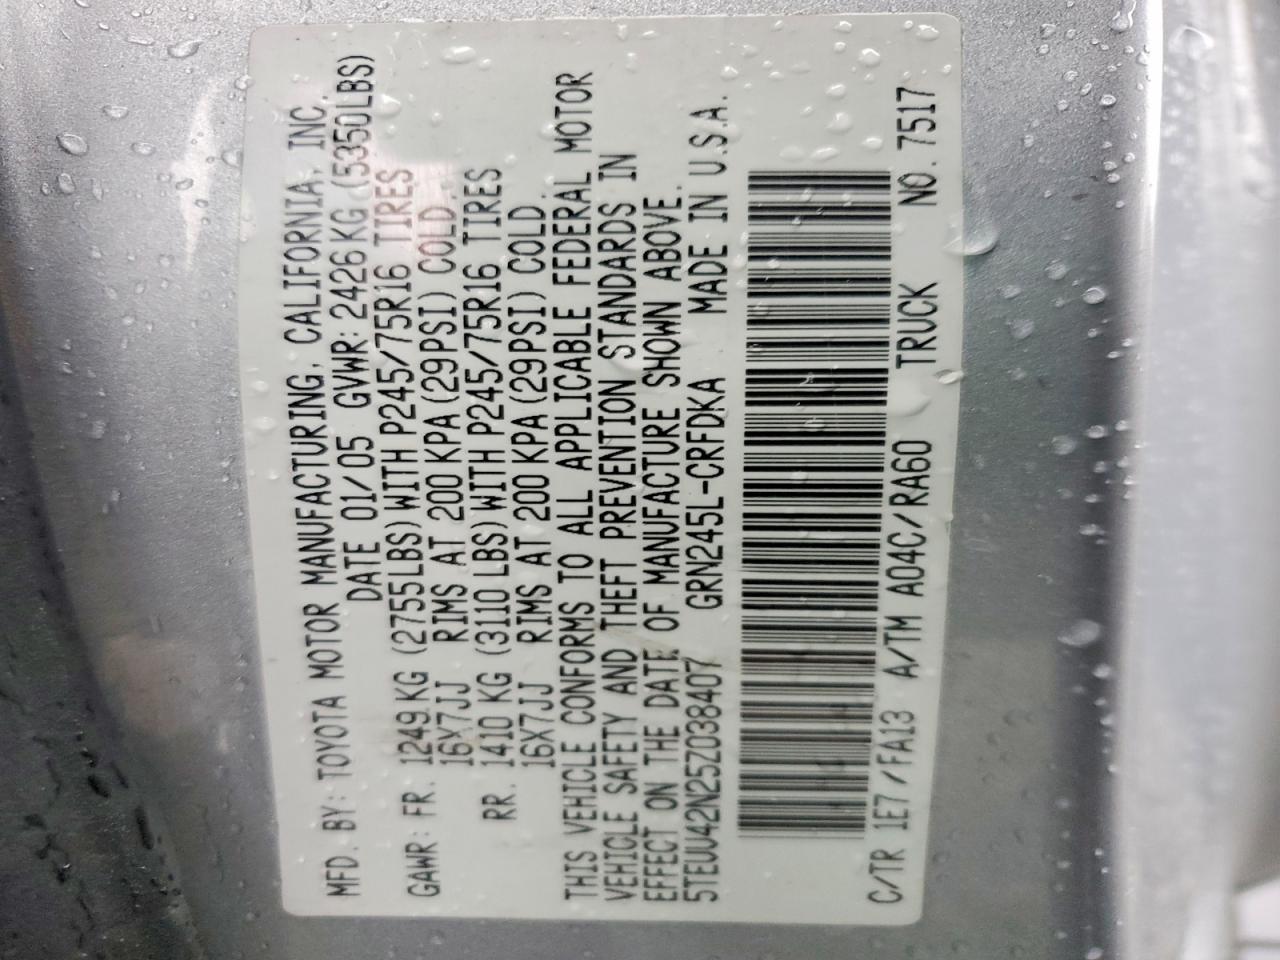 MFD. BY: TOYOTA MOTOR MANUFACTURING, CALIFORNIA, INC.
DATE 01/05 GVWR: 2426 KG (5350LBS)
GAWR: FR. 1249 KG (2755LBS) WITH P245/75R16 TIRES
16X7JJ RIMS AT 200 KPA (29PSI) COLD.
RR. 1410 KG (3110 LBS) WITH P245/75R16 TIRES
16X7JJ RIMS AT 200 KPA (29PSI) COLD.
THIS VEHICLE CONFORMS TO ALL APPLICABLE FEDERAL MOTOR
VEHICLE SAFETY AND THEFT PREVENTION STANDARDS IN
EFFECT ON THE DATE OF MANUFACTURE SHOWN ABOVE.
5TEUU42N25Z038407 GRN245L-CRFDKA MADE IN U.S.A.
C/TR 1E7/FA13 A/TM A04C/RA60 TRUCK NO. 7517